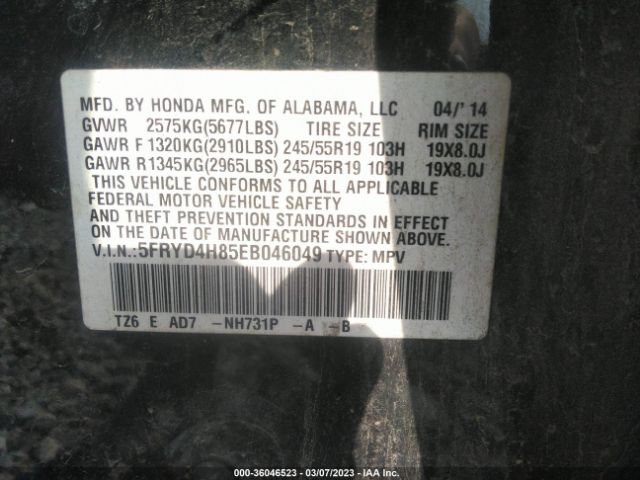 MFD. BY HONDA MFG. OF ALABAMA, LLC 04/' 14
GVWR 2575KG(5677LBS) TIRE SIZE RIM SIZE
GAWR F 1320KG(2910LBS) 245/55R19 103H 19X8.0J
GAWR R 1345KG(2965LBS) 245/55R19 103H 19X8.0J
THIS VEHICLE CONFORMS TO ALL APPLICABLE
FEDERAL MOTOR VEHICLE SAFETY
AND THEFT PREVENTION STANDARDS IN EFFECT
ON THE DATE OF MANUFACTURE SHOWN ABOVE.
V.I.N.:5FRYD4H85EB046049 TYPE: MPV
TZ6 E AD7 -NH731P -A -B
000-36046523 — 03/07/2023 — IAA Inc.